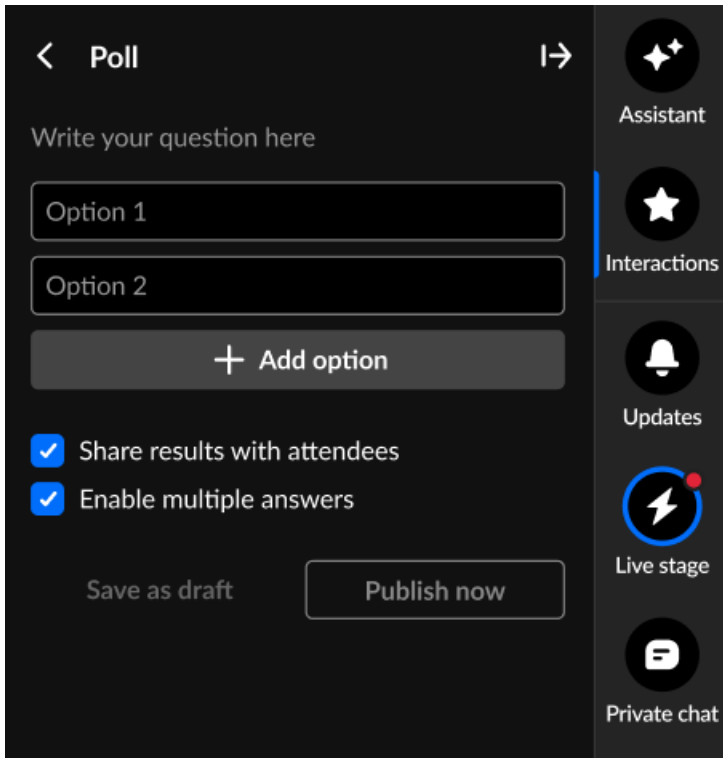 Poll
Write your question here
Option 1
Option 2
Add option
Share results with attendees
Enable multiple answers
Save as draft
Publish now
Assistant
Interactions
Updates
Live stage
Private chat